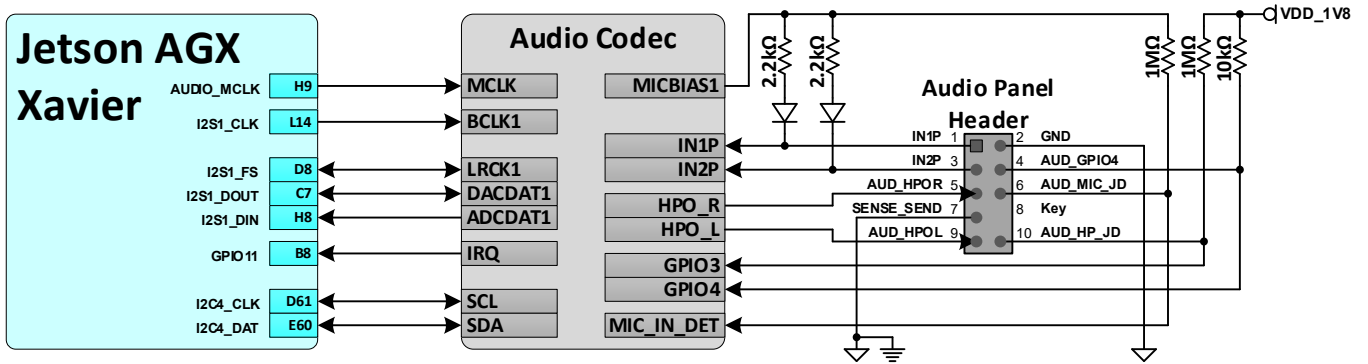 Jetson AGX
Xavier
AUDIO_MCLK H9
I2S1_CLK L14
I2S1_FS D8
I2S1_DOUT C7
I2S1_DIN H8
GPIO11 B8
I2C4_CLK D61
I2C4_DAT E60
Audio Codec
MCLK
BCLK1
LRCK1
DACDAT1
ADCDAT1
IRQ
SCL
SDA
MICBIAS1
IN1P
IN2P
HPO_R
HPO_L
GPIO3
GPIO4
MIC_IN_DET
2.2kΩ
2.2kΩ
1MΩ
1MΩ
10kΩ
VDD_1V8
Audio Panel
Header
IN1P 1
2 GND
IN2P 3
4 AUD_GPIO4
AUD_HPOR 5
6 AUD_MIC_JD
SENSE_SEND 7
8 Key
AUD_HPOL 9
10 AUD_HP_JD